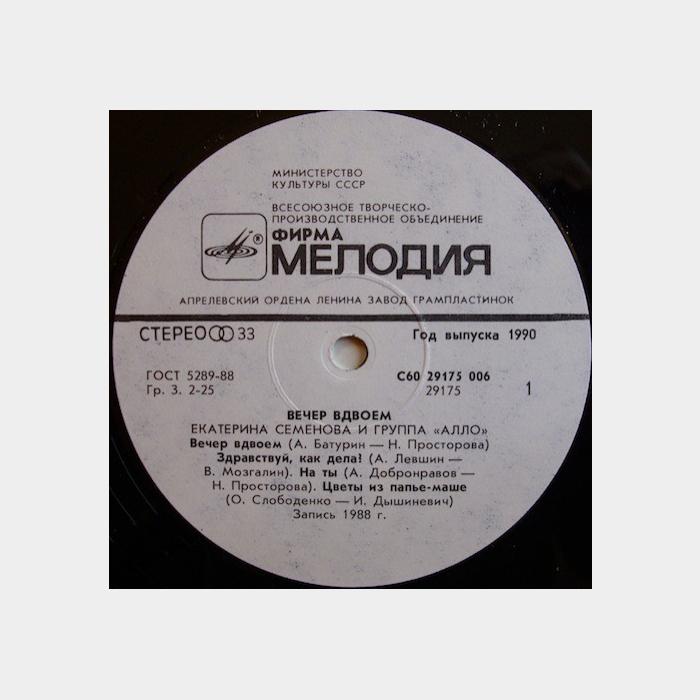 МИНИСТЕРСТВО
КУЛЬТУРЫ СССР
ВСЕСОЮЗНОЕ ТВОРЧЕСКО-
ПРОИЗВОДСТВЕННОЕ ОБЪЕДИНЕНИЕ
®
ФИРМА
МЕЛОДИЯ
АПРЕЛЕВСКИЙ ОРДЕНА ЛЕНИНА ЗАВОД ГРАМПЛАСТИНОК
СТЕРЕО 33
Год выпуска 1990
ГОСТ 5289-88
Гр. 3. 2-25
С60 29175 006
29175
1
ВЕЧЕР ВДВОЕМ
ЕКАТЕРИНА СЕМЕНОВА И ГРУППА «АЛЛО»
Вечер вдвоем (А. Батурин — Н. Просторова)
Здравствуй, как дела! (А. Левшин —
В. Мозгалин). На ты (А. Добронравов —
Н. Просторова). Цветы из папье-маше
(О. Слободенко — И. Дышиневич)
Запись 1988 г.